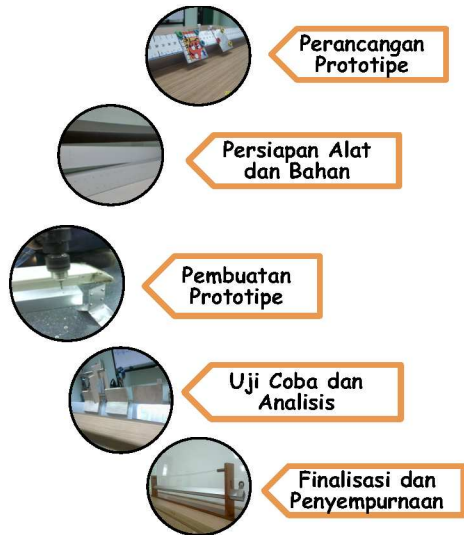 Perancangan
Prototipe
Persiapan Alat
dan Bahan
Pembuatan
Prototipe
Uji Coba dan
Analisis
Finalisasi dan
Penyempurnaan